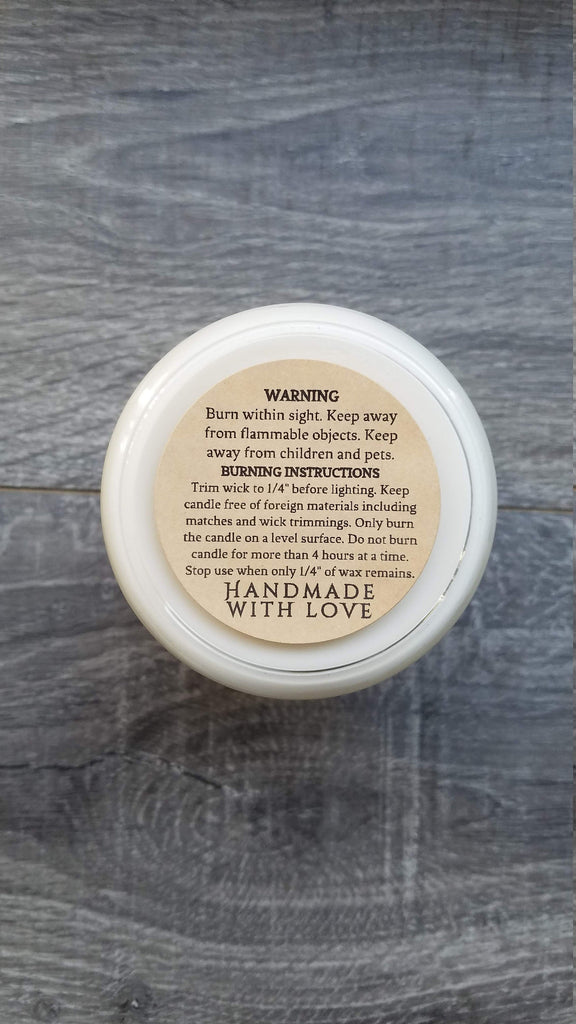 WARNING
Burn within sight. Keep away
from flammable objects. Keep
away from children and pets.
BURNING INSTRUCTIONS
Trim wick to 1/4" before lighting. Keep
candle free of foreign materials including
matches and wick trimmings. Only burn
the candle on a level surface. Do not burn
candle for more than 4 hours at a time.
Stop use when only 1/4" of wax remains.
HANDMADE
WITH LOVE